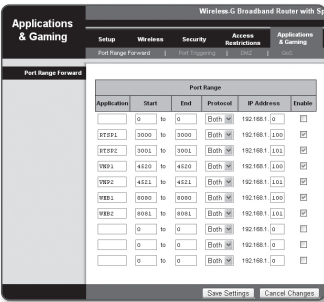 Wireless-G Broadband Router with Sp
Applications
& Gaming
Setup
Wireless
Security
Access
Restrictions
Applications
& Gaming
Port Range Forward | Port Triggering | DMZ | QoS
Port Range Forward
Port Range
Application Start End Protocol IP Address Enable
0 to 0 Both 192.168.1. 0
RTSP1 3000 to 3000 Both 192.168.1. 100
RTSP2 3001 to 3001 Both 192.168.1. 101
VNP1 4520 to 4520 Both 192.168.1. 100
VNP2 4521 to 4521 Both 192.168.1. 101
WEB1 8080 to 8080 Both 192.168.1. 100
WEB2 8081 to 8081 Both 192.168.1. 101
0 to 0 Both 192.168.1. 0
0 to 0 Both 192.168.1. 0
0 to 0 Both 192.168.1. 0
Save Settings Cancel Changes